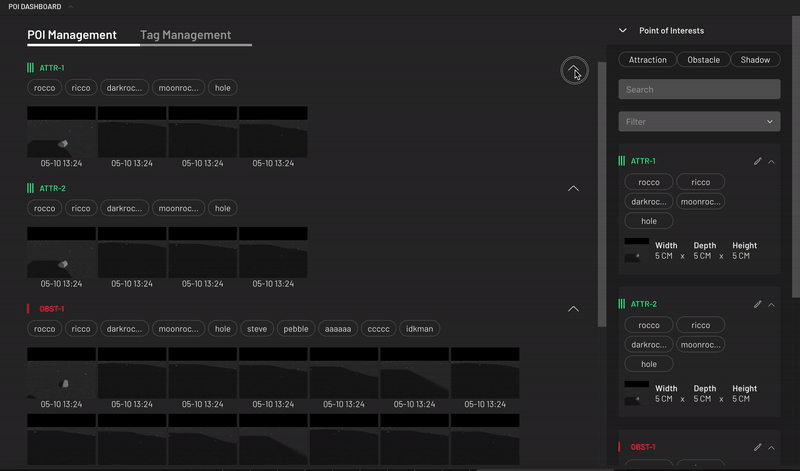 POI DASHBOARD
POI Management Tag Management
ATTR-1
rocco ricco darkroc... moonroc... hole
05-10 13:24 05-10 13:24 05-10 13:24 05-10 13:24
ATTR-2
rocco ricco darkroc... moonroc... hole
05-10 13:24 05-10 13:24 05-10 13:24 05-10 13:24
OBST-1
rocco ricco darkroc... moonroc... hole steve pebble aaaaaa ccccc idkman
05-10 13:24 05-10 13:24 05-10 13:24 05-10 13:24 05-10 13:24 05-10 13:24 05-10 13:24
Point of Interests
Attraction Obstacle Shadow
Search
Filter
ATTR-1
rocco ricco
darkroc... moonroc...
hole
Width Depth Height
5 CM x 5 CM x 5 CM
ATTR-2
rocco ricco
darkroc... moonroc...
hole
Width Depth Height
5 CM x 5 CM x 5 CM
OBST-1